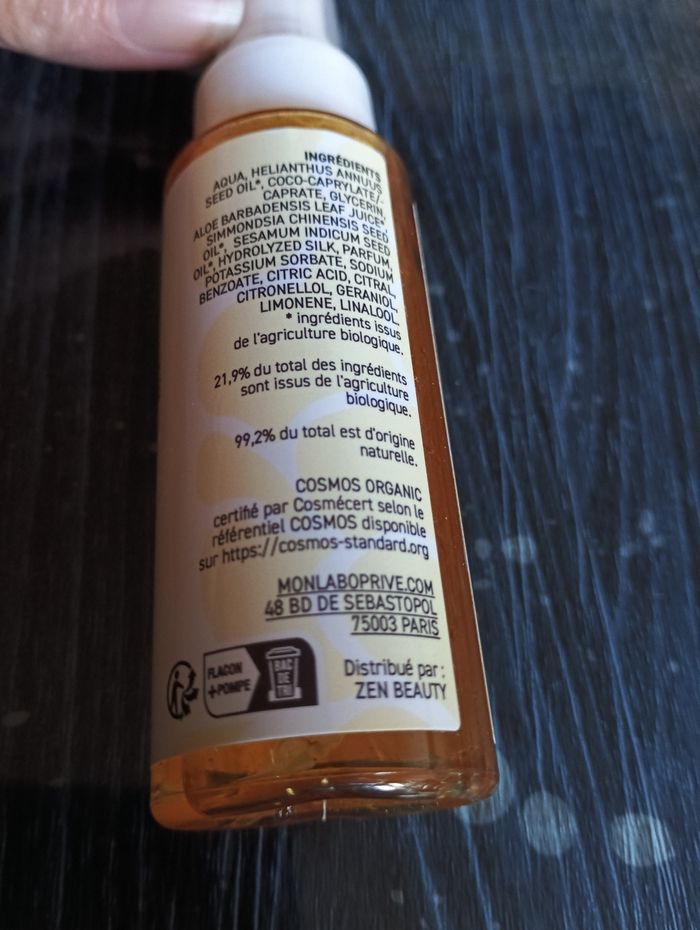 INGRÉDIENTS
AQUA, HELIANTHUS ANNUUS
SEED OIL*, COCO-CAPRYLATE/-
CAPRATE, GLYCERIN,
ALOE BARBADENSIS LEAF JUICE*,
SIMMONDSIA CHINENSIS SEED
OIL*, SESAMUM INDICUM SEED
OIL*, HYDROLYZED SILK, PARFUM,
POTASSIUM SORBATE, SODIUM
BENZOATE, CITRIC ACID, CITRAL,
CITRONELLOL, GERANIOL,
LIMONENE, LINALOOL.
* ingrédients issus
de l'agriculture biologique.
21,9% du total des ingrédients
sont issus de l'agriculture
biologique.
99,2% du total est d'origine
naturelle.
COSMOS ORGANIC
certifié par Cosmécert selon le
référentiel COSMOS disponible
sur https://cosmos-standard.org
MONLABOPRIVE.COM
48 BD DE SEBASTOPOL
75003 PARIS
Distribué par :
ZEN BEAUTY
FLACON
+POMPE
BAC
DE
TRI